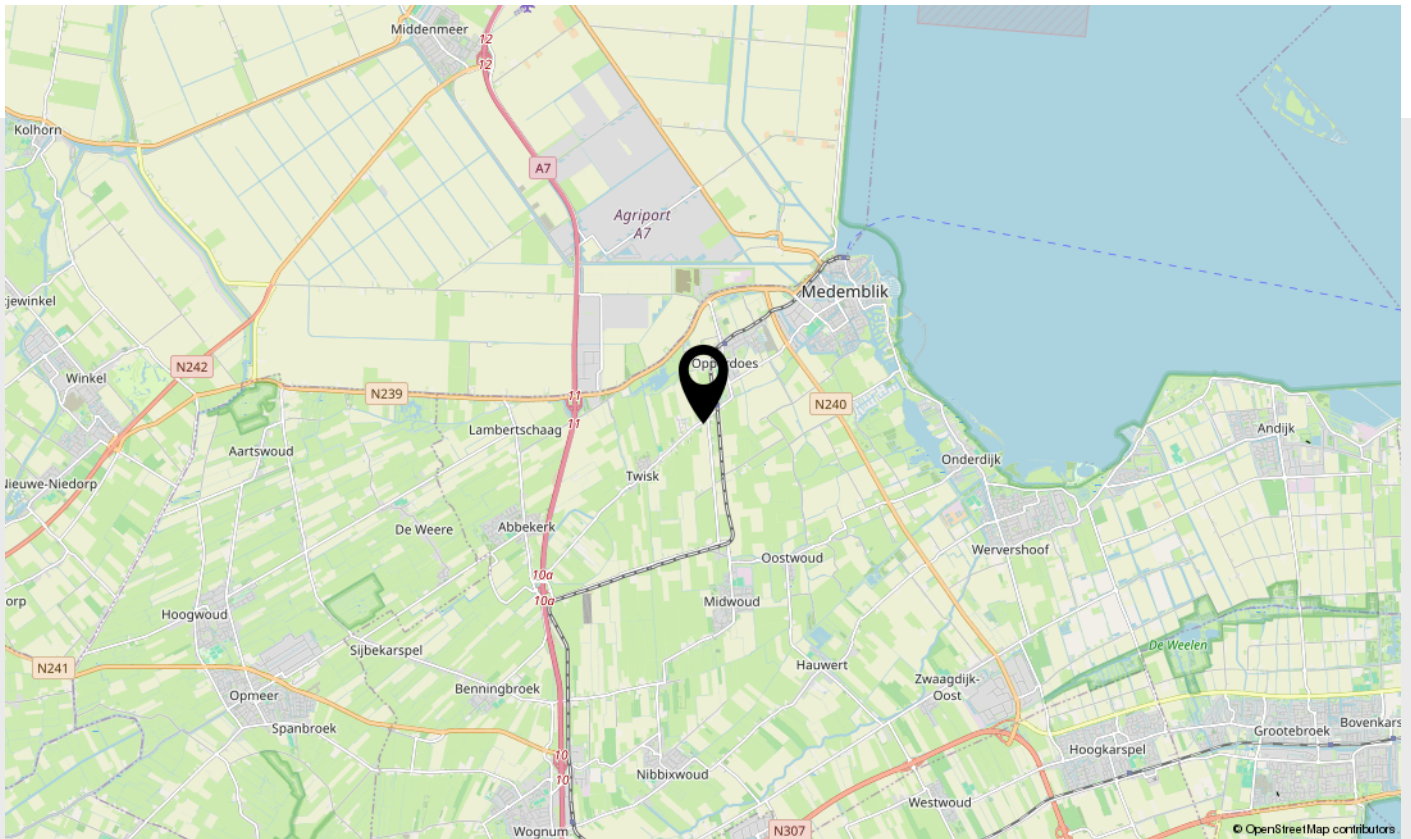 Middenmeer
12
12
Kolhorn
A7
Agriport
A7
Medemblik
tjewinkel
Opperdoes
N242
Winkel
N239
11
N240
11
Lambertschaag
Andijk
Aartswoud
Onderdijk
Twisk
Nieuwe-Niedorp
De Weere
Abbekerk
Wervershoof
Oostwoud
10a
10a
orp
Midwoud
Hoogwoud
De Weelen
Sijbekarspel
Hauwert
N241
Zwaagdijk-
Oost
Benningbroek
Opmeer
Spanbroek
Bovenkars
Grootebroek
Hoogkarspel
10
Nibbixwoud
10
Westwoud
Wognum
N307
© OpenStreetMap contributors